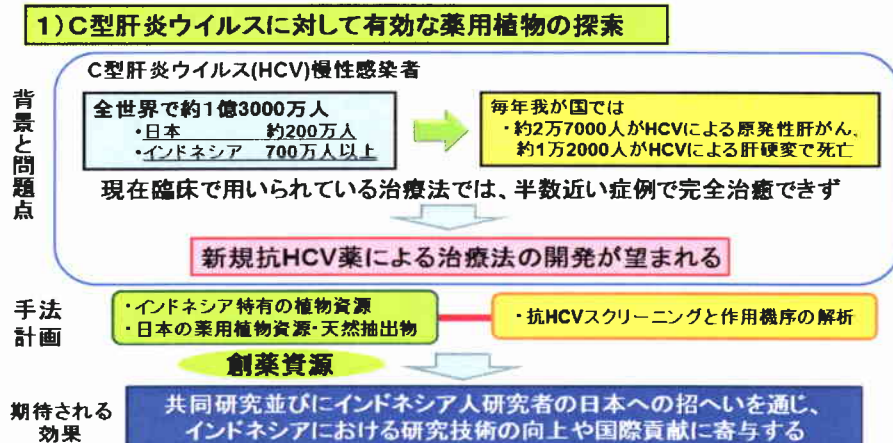 1)C型肝炎ウイルスに対して有効な薬用植物の探索
背景と問題点
C型肝炎ウイルス(HCV)慢性感染者
全世界で約1億3000万人
・日本 約200万人
・インドネシア 700万人以上
毎年我が国では
・約2万7000人がHCVによる原発性肝がん、
約1万2000人がHCVによる肝硬変で死亡
現在臨床で用いられている治療法では、半数近い症例で完全治癒できず
新規抗HCV薬による治療法の開発が望まれる
手法
計画
・インドネシア特有の植物資源
・日本の薬用植物資源・天然抽出物
・抗HCVスクリーニングと作用機序の解析
創薬資源
期待される
効果
共同研究並びにインドネシア人研究者の日本への招へいを通じ、
インドネシアにおける研究技術の向上や国際貢献に寄与する